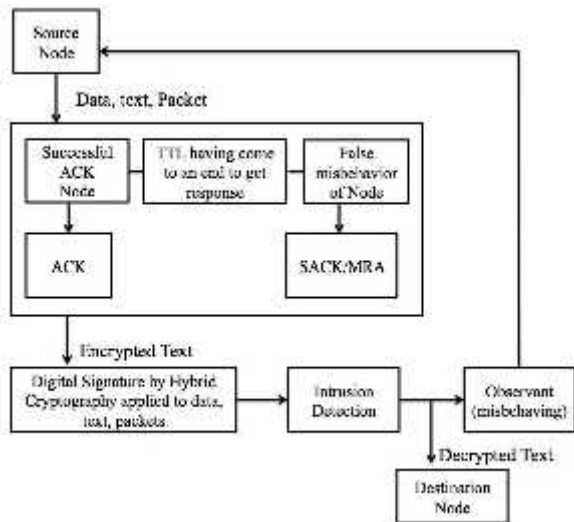 Source
Node
Data, text, Packet
Successful
ACK
Node
TTL having come
to an end to get
response
False
misbehavior
of Node
ACK
SACK/MRA
Encrypted Text
Digital Signature by Hybrid
Cryptography applied to data,
text, packets.
Intrusion
Detection
Observant
(misbehaving)
Decrypted Text
Destination
Node